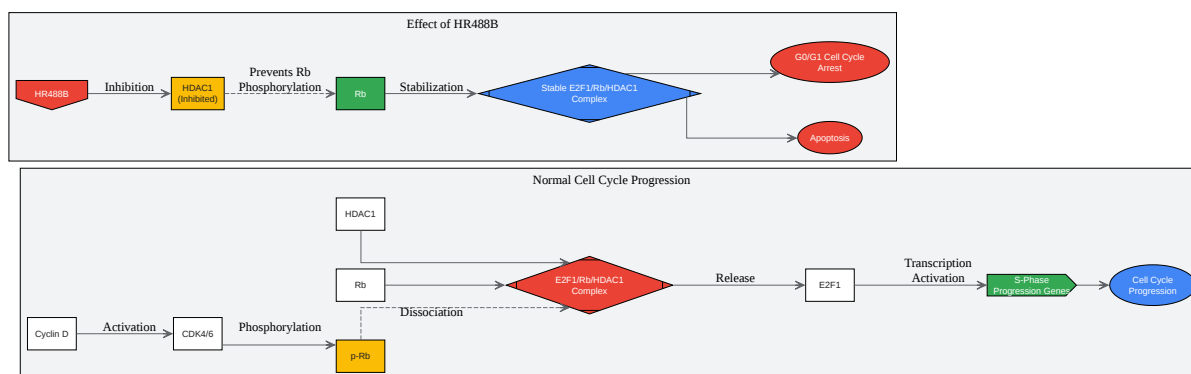 Effect of HR488B
G0/G1 Cell Cycle
Arrest
HR488B
Inhibition
HDAC1
(Inhibited)
Prevents Rb
Phosphorylation
Rb
Stabilization
Stable E2F1/Rb/HDAC1
Complex
Apoptosis
Normal Cell Cycle Progression
HDAC1
Rb
E2F1/Rb/HDAC1
Complex
Release
E2F1
Transcription
Activation
S-Phase
Progression Genes
Cell Cycle
Progression
Dissociation
Cyclin D
Activation
CDK4/6
Phosphorylation
p-Rb